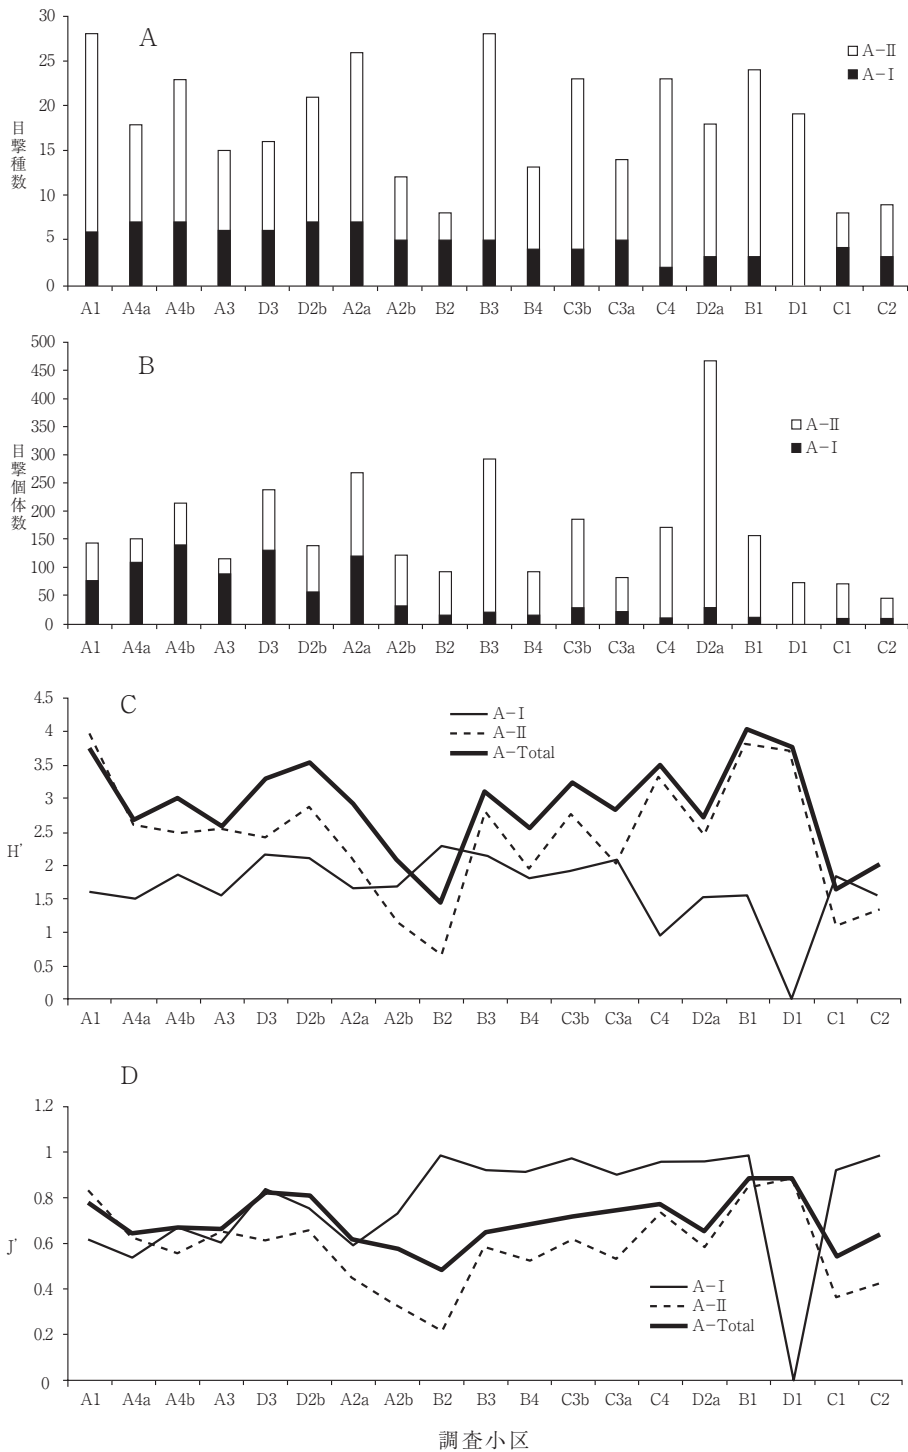 A
30
25
20
15
10
5
0
目撃種数
A-II
A-I
A1 A4a A4b A3 D3 D2b A2a A2b B2 B3 B4 C3b C3a C4 D2a B1 D1 C1 C2
B
500
450
400
350
300
250
200
150
100
50
0
目撃個体数
A-II
A-I
A1 A4a A4b A3 D3 D2b A2a A2b B2 B3 B4 C3b C3a C4 D2a B1 D1 C1 C2
C
4.5
4
3.5
3
2.5
2
1.5
1
0.5
0
H'
A-I
A-II
A-Total
A1 A4a A4b A3 D3 D2b A2a A2b B2 B3 B4 C3b C3a C4 D2a B1 D1 C1 C2
D
1.2
1
0.8
0.6
0.4
0.2
0
J'
A-I
A-II
A-Total
A1 A4a A4b A3 D3 D2b A2a A2b B2 B3 B4 C3b C3a C4 D2a B1 D1 C1 C2
調査小区